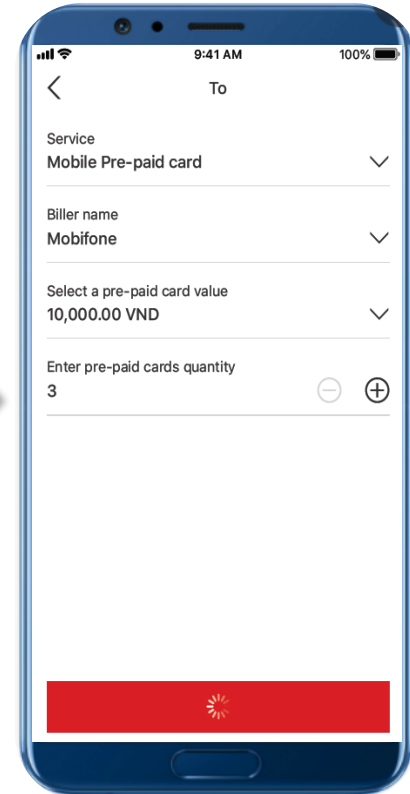 9:41 AM
100%
To
Service
Mobile Pre-paid card
Biller name
Mobifone
Select a pre-paid card value
10,000.00 VND
Enter pre-paid cards quantity
3